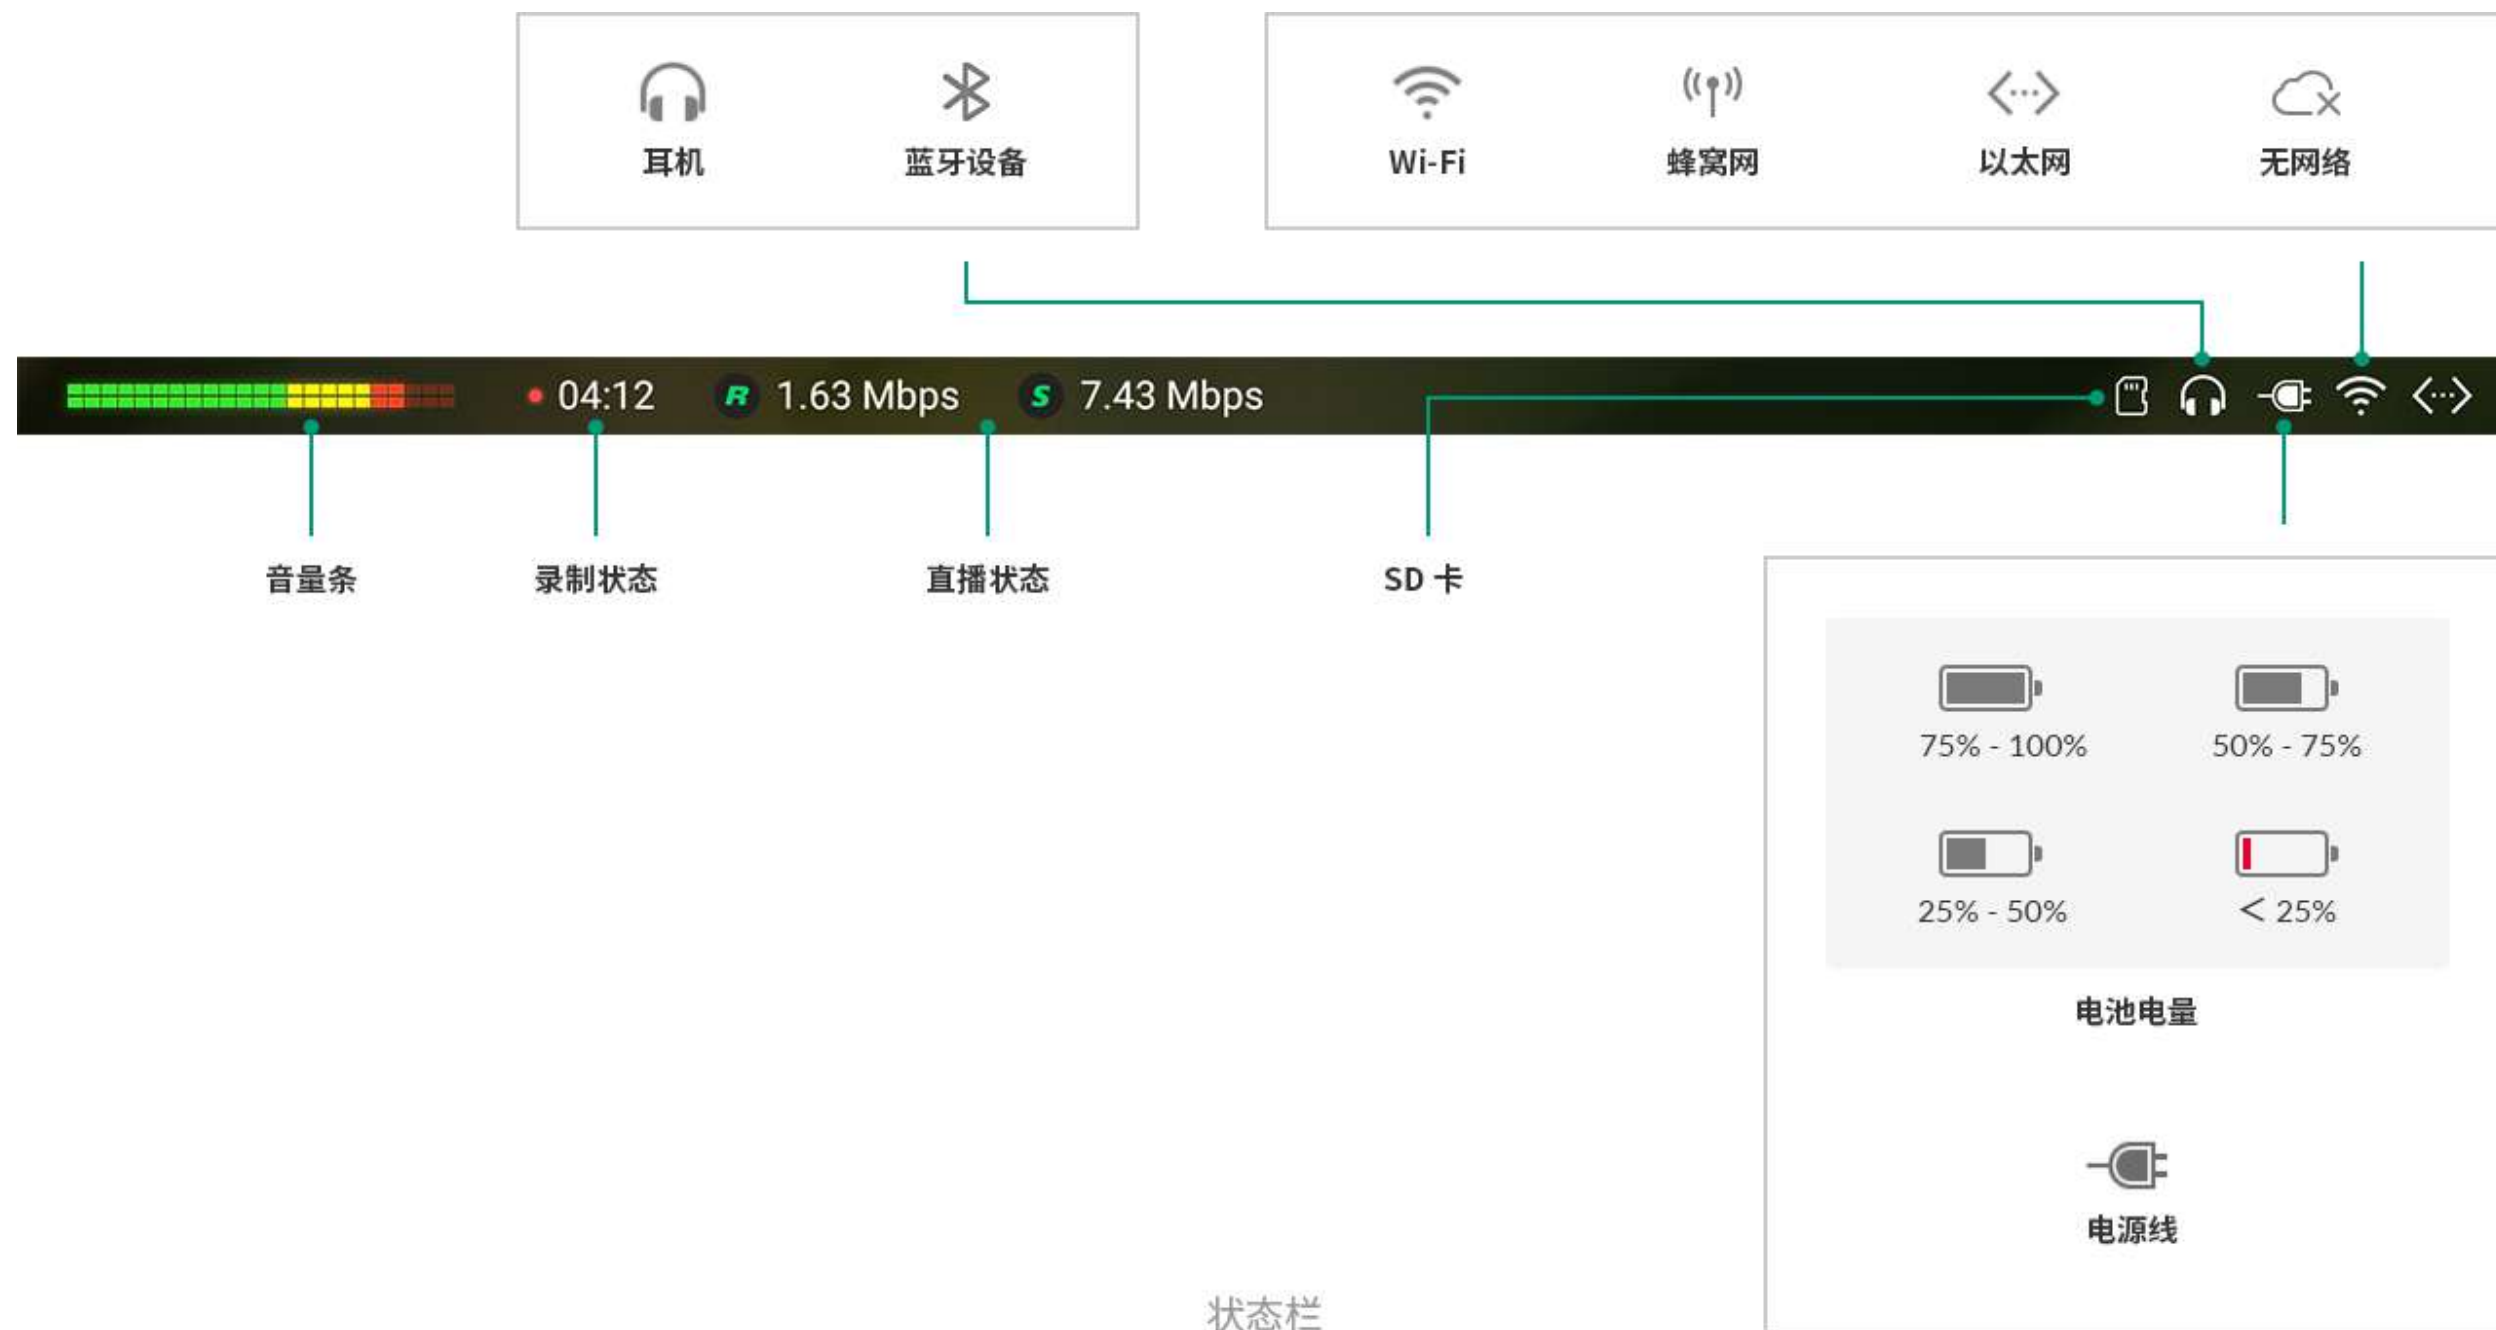 耳机
蓝牙设备
Wi-Fi
蜂窝网
以太网
无网络
04:12
R 1.63 Mbps
S 7.43 Mbps
音量条
录制状态
直播状态
SD 卡
75% - 100%
50% - 75%
25% - 50%
< 25%
电池电量
电源线
状态栏